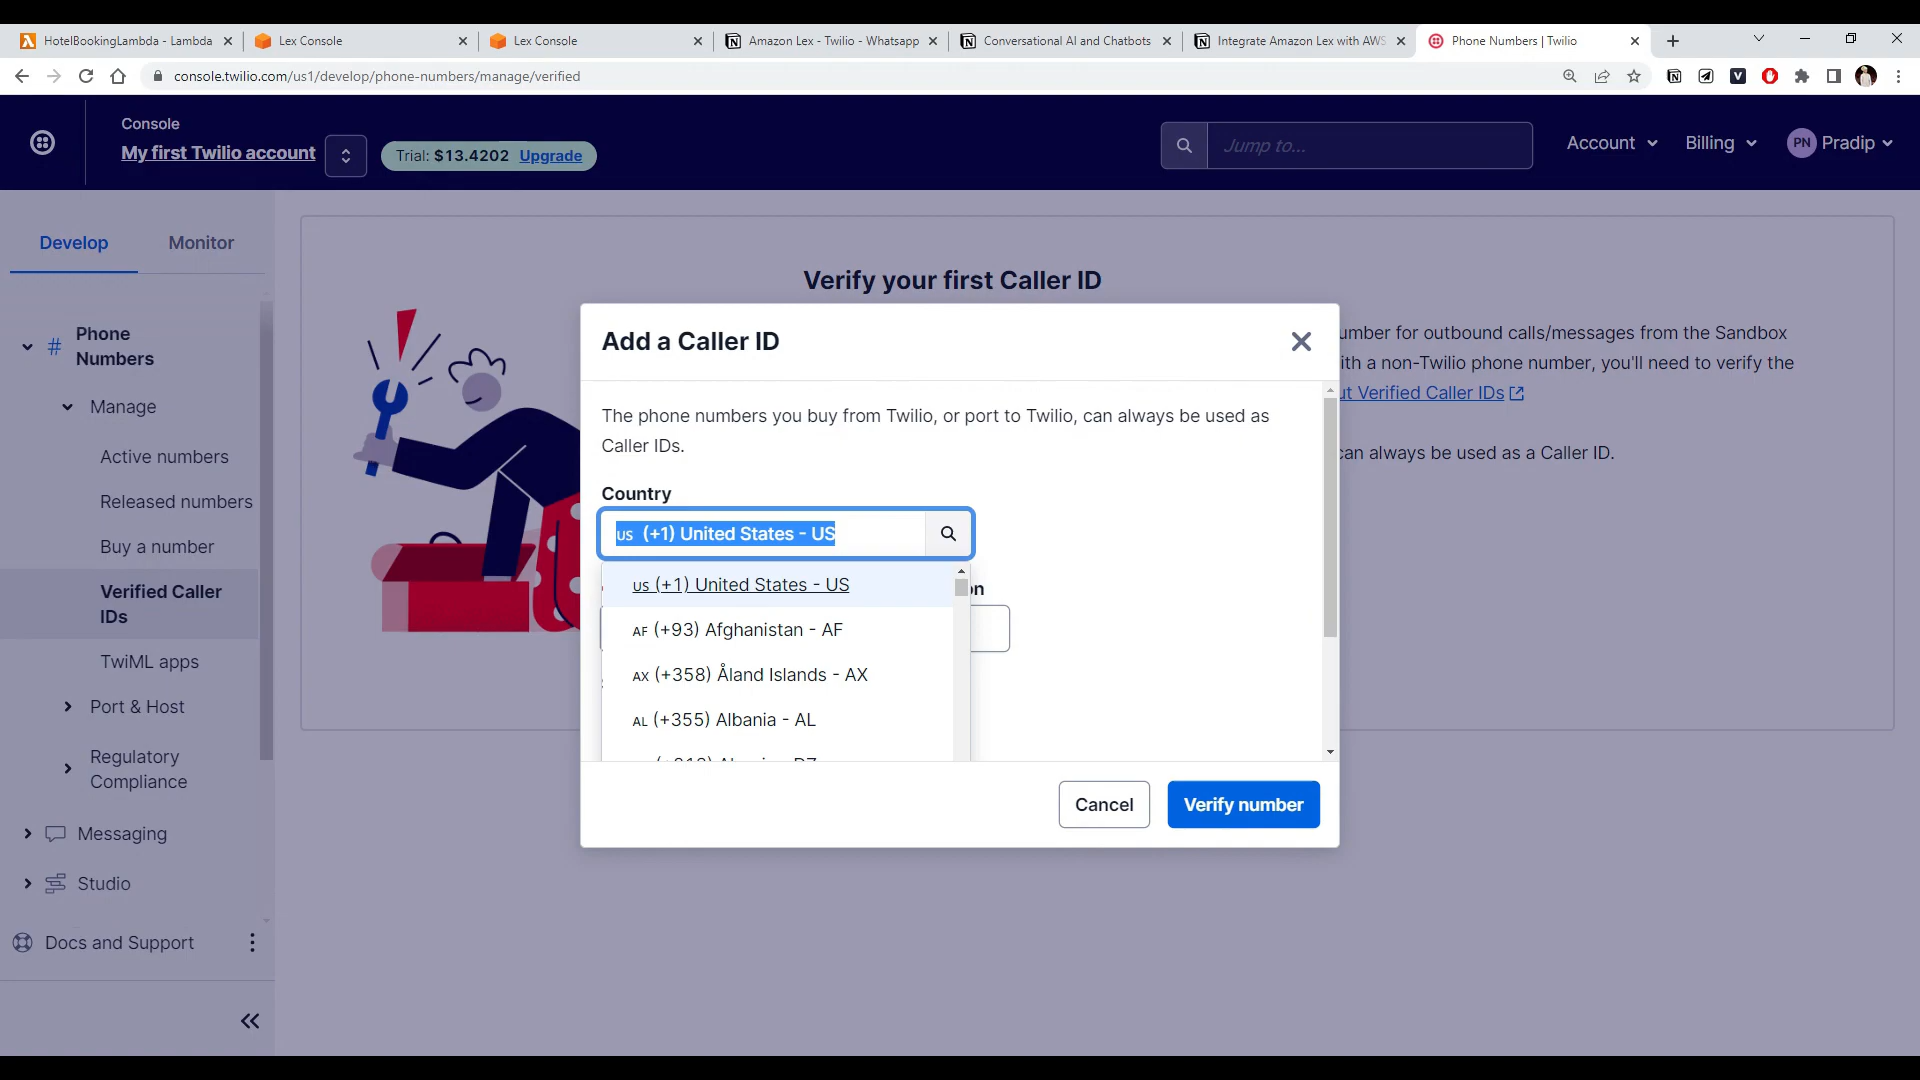 HotelBookingLambda - Lambda
Lex Console
Lex Console
Amazon Lex - Twilio - Whatsapp
Conversational AI and Chatbots
Integrate Amazon Lex with AWS
Phone Numbers | Twilio
console.twilio.com/us1/develop/phone-numbers/manage/verified
Console
My first Twilio account
Trial: $13.4202 Upgrade
Jump to...
Account
Billing
PN Pradip
Develop
Monitor
Phone
Numbers
Manage
Active numbers
Released numbers
Buy a number
Verified Caller
IDs
TwiML apps
Port & Host
Regulatory
Compliance
Messaging
Studio
Docs and Support
Verify your first Caller ID
umber for outbound calls/messages from the Sandbox
ith a non-Twilio phone number, you'll need to verify the
ut Verified Caller IDs
can always be used as a Caller ID.
Add a Caller ID
The phone numbers you buy from Twilio, or port to Twilio, can always be used as
Caller IDs.
Country
US (+1) United States - US
on
US (+1) United States - US
AF (+93) Afghanistan - AF
AX (+358) Åland Islands - AX
AL (+355) Albania - AL
Cancel
Verify number